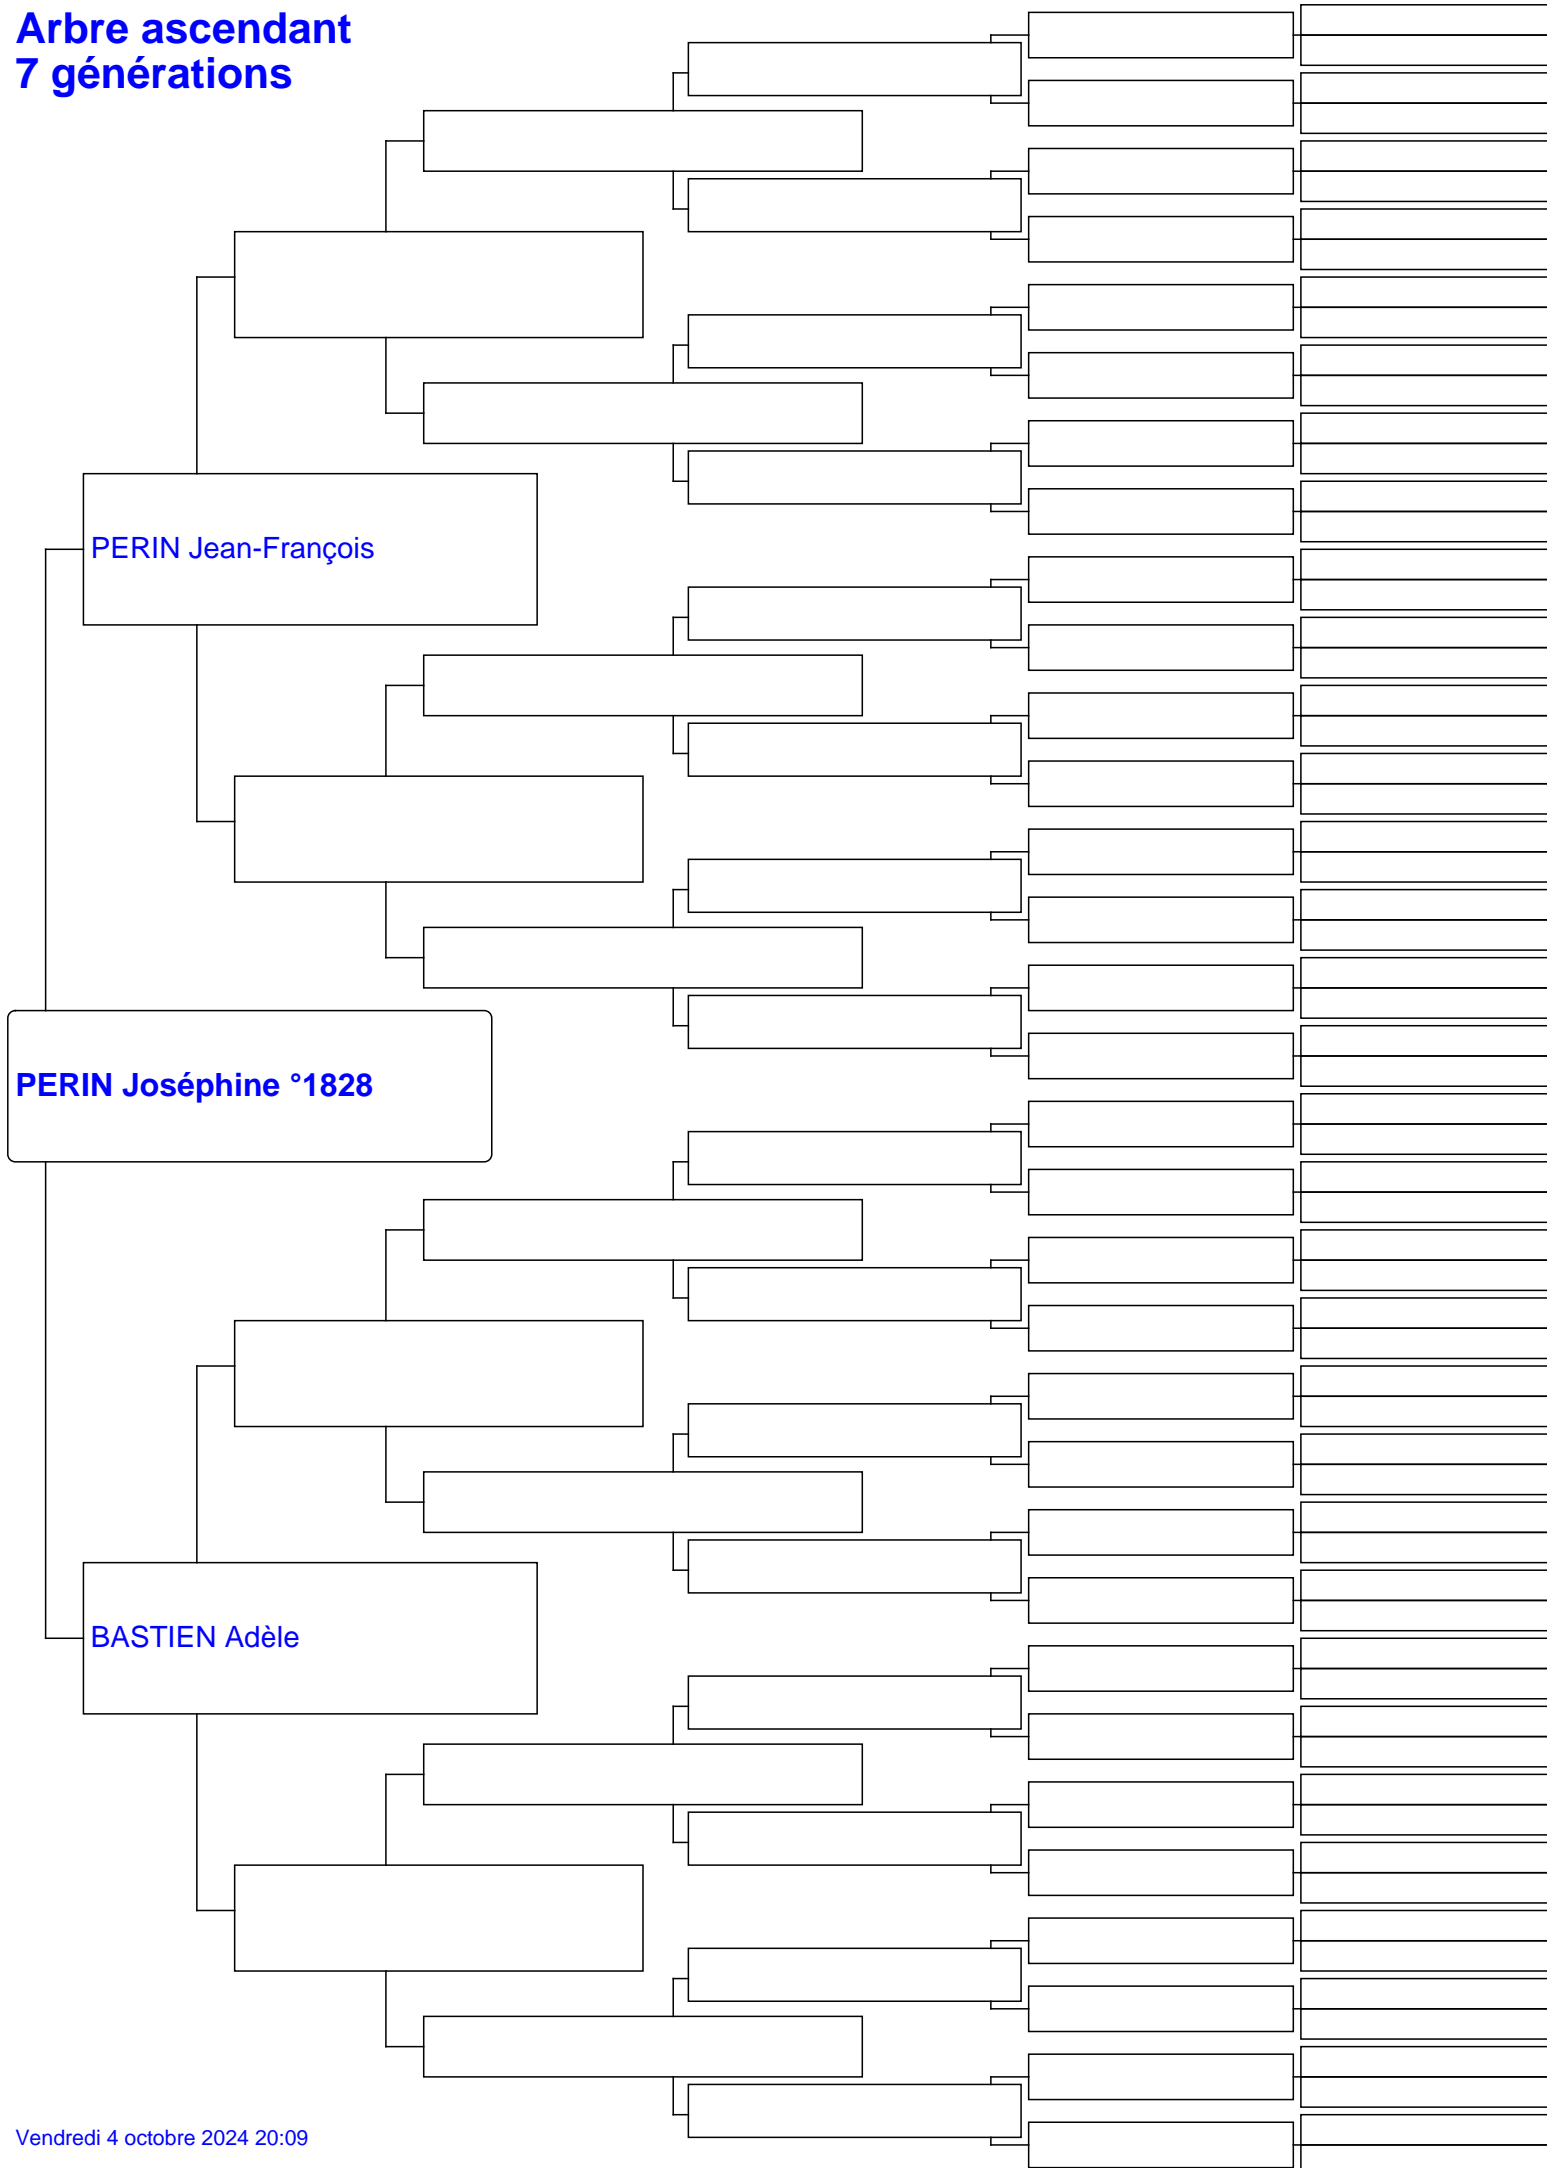 Arbre ascendant
7 générations
PERIN Jean-François
PERIN Joséphine °1828
BASTIEN Adèle
Vendredi 4 octobre 2024 20:09